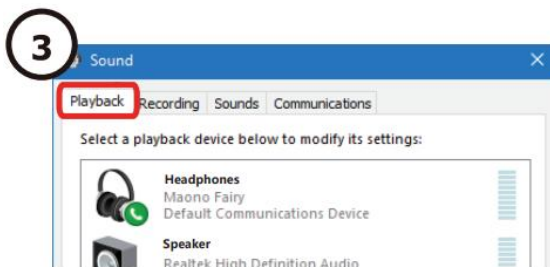 3
Sound
Playback Recording Sounds Communications
Select a playback device below to modify its settings:
Headphones
Maono Fairy
Default Communications Device
Speaker
Realtek High Definition Audio